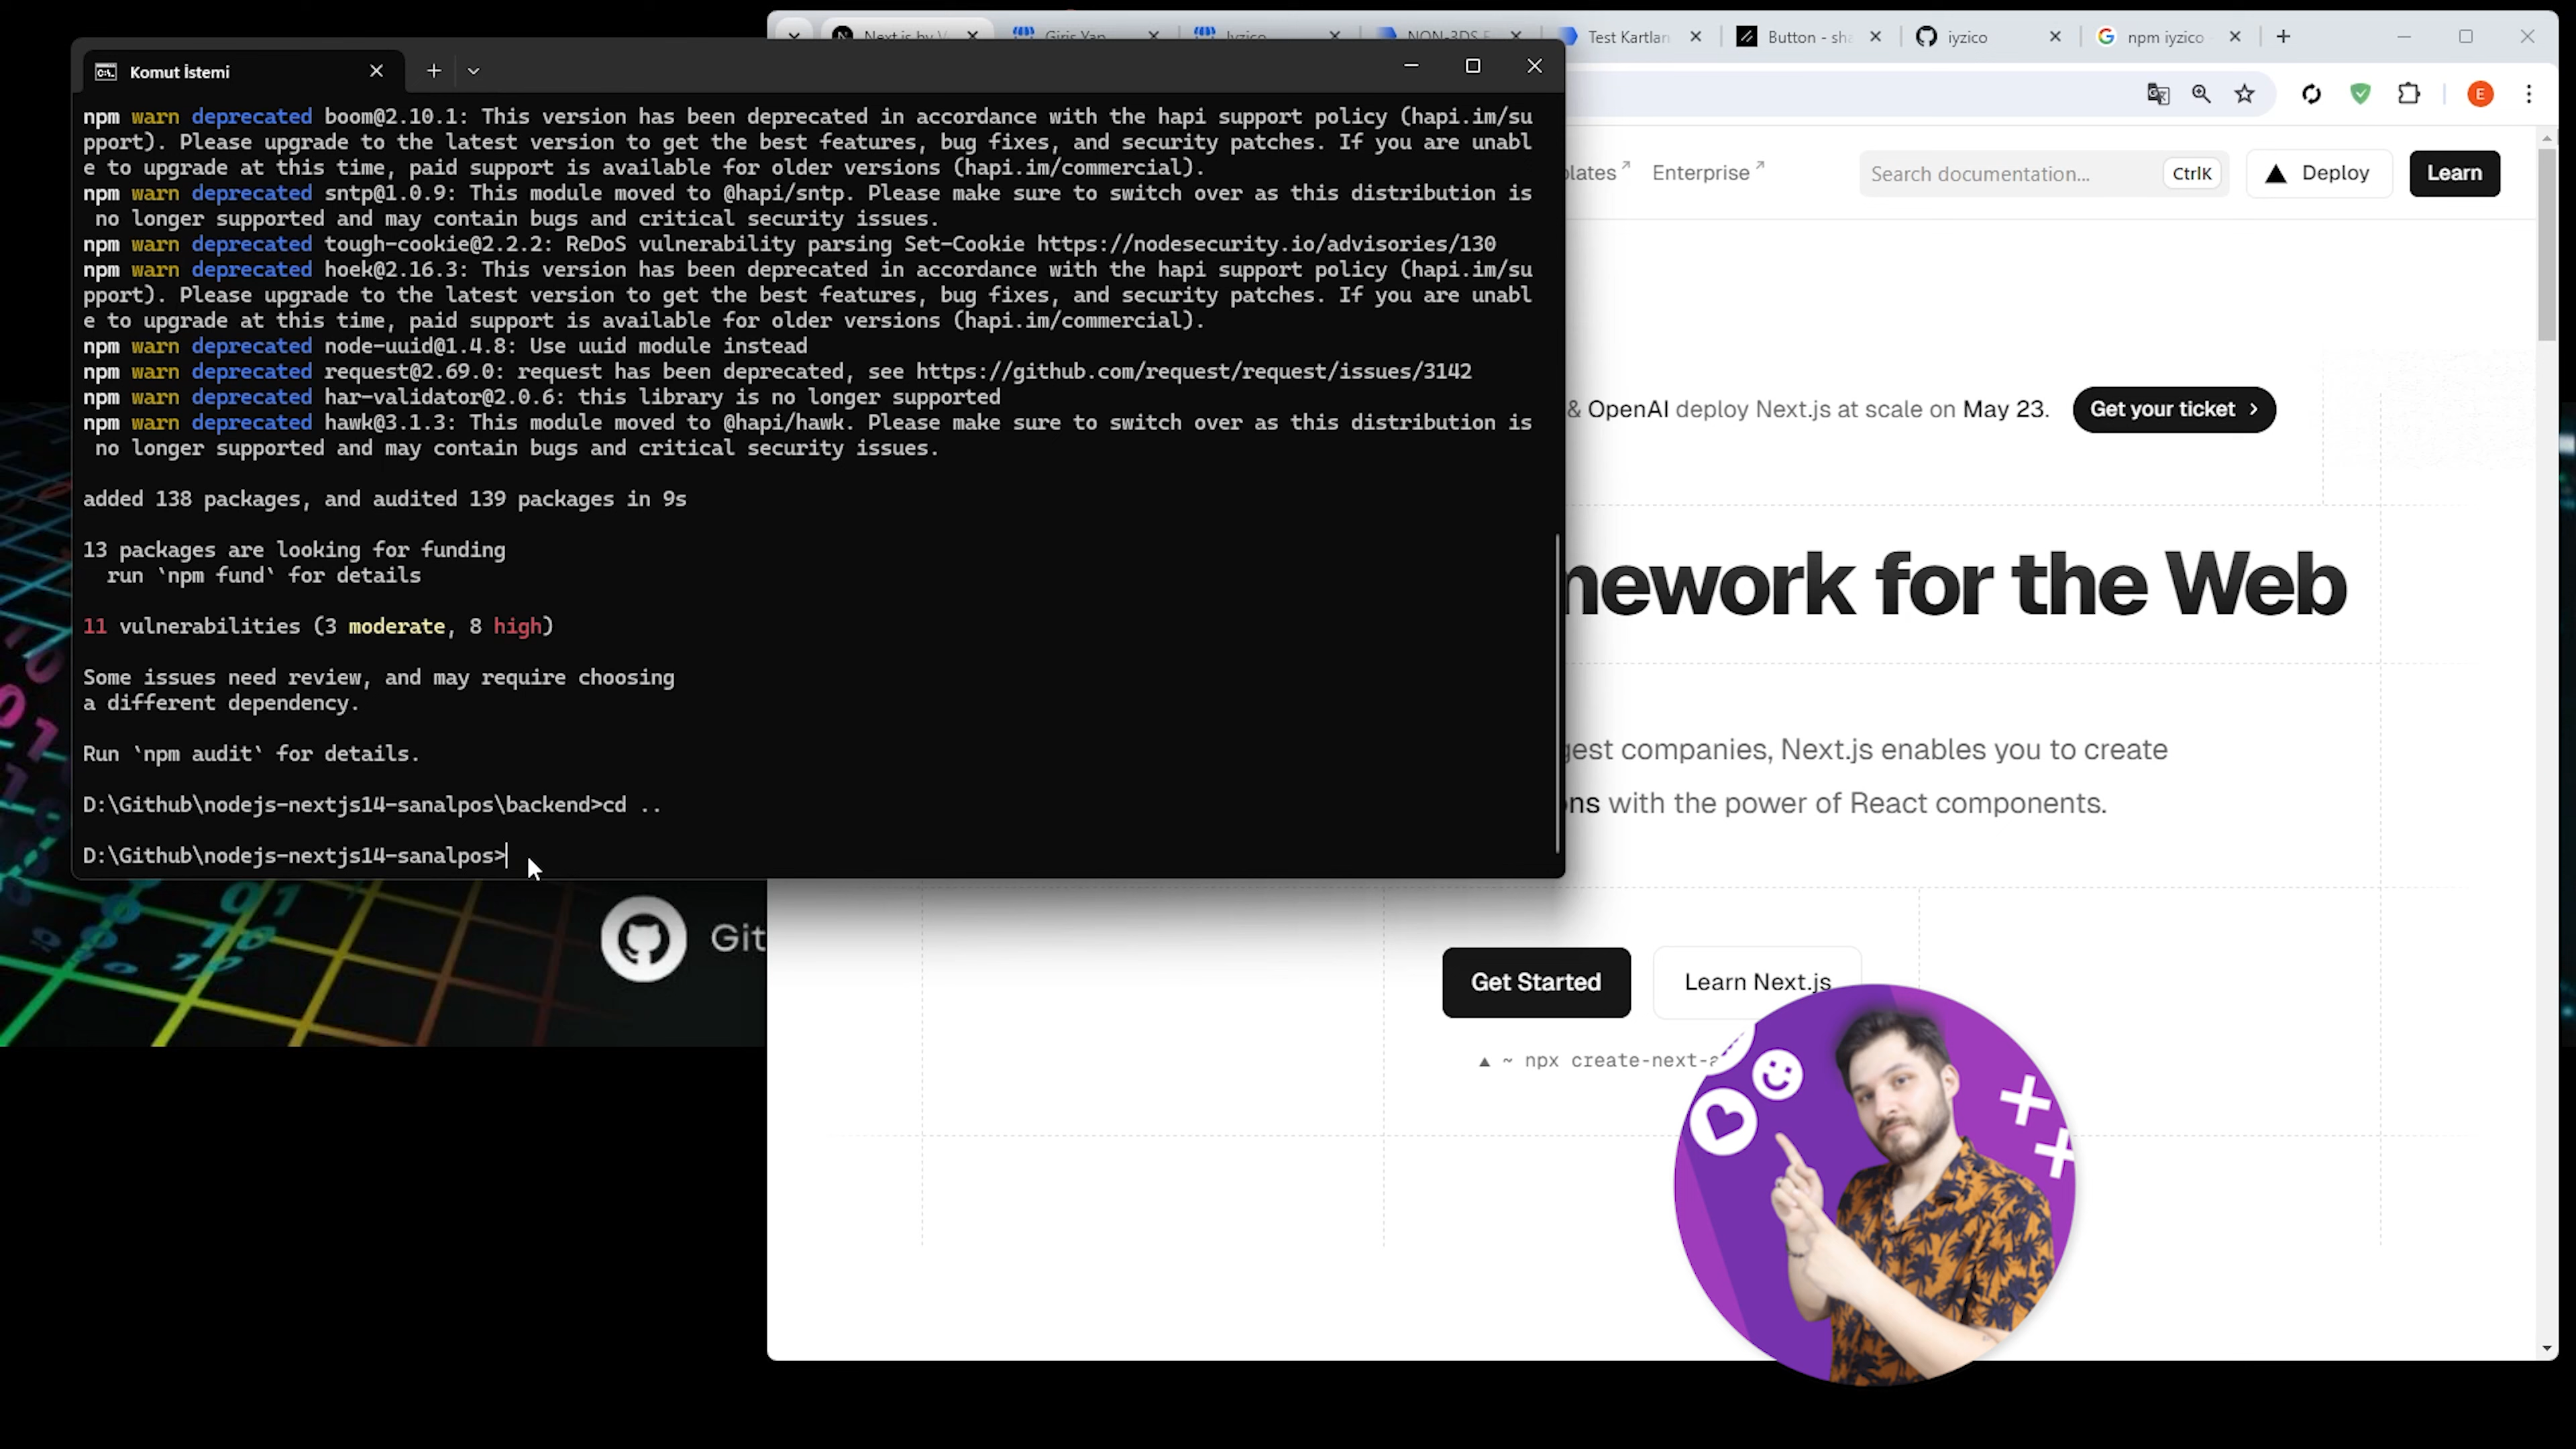 Next.js by V
Giriş Yap
Iyzico
NON-3DS E
Test Kartları
Button - sha
iyzico
npm iyzico
Komut İstemi
npm warn deprecated boom@2.10.1: This version has been deprecated in accordance with the hapi support policy (hapi.im/su
pport). Please upgrade to the latest version to get the best features, bug fixes, and security patches. If you are unabl
e to upgrade at this time, paid support is available for older versions (hapi.im/commercial).
npm warn deprecated sntp@1.0.9: This module moved to @hapi/sntp. Please make sure to switch over as this distribution is
 no longer supported and may contain bugs and critical security issues.
npm warn deprecated tough-cookie@2.2.2: ReDoS vulnerability parsing Set-Cookie https://nodesecurity.io/advisories/130
npm warn deprecated hoek@2.16.3: This version has been deprecated in accordance with the hapi support policy (hapi.im/su
pport). Please upgrade to the latest version to get the best features, bug fixes, and security patches. If you are unabl
e to upgrade at this time, paid support is available for older versions (hapi.im/commercial).
npm warn deprecated node-uuid@1.4.8: Use uuid module instead
npm warn deprecated request@2.69.0: request has been deprecated, see https://github.com/request/request/issues/3142
npm warn deprecated har-validator@2.0.6: this library is no longer supported
npm warn deprecated hawk@3.1.3: This module moved to @hapi/hawk. Please make sure to switch over as this distribution is
 no longer supported and may contain bugs and critical security issues.
added 138 packages, and audited 139 packages in 9s
13 packages are looking for funding
  run `npm fund` for details
11 vulnerabilities (3 moderate, 8 high)
Some issues need review, and may require choosing
a different dependency.
Run `npm audit` for details.
D:\Github\nodejs-nextjs14-sanalpos\backend>cd ..
D:\Github\nodejs-nextjs14-sanalpos>
E
plates
Enterprise
Search documentation...
CtrlK
Deploy
Learn
& OpenAI deploy Next.js at scale on May 23.
Get your ticket
nework for the Web
gest companies, Next.js enables you to create
ons with the power of React components.
Get Started
Learn Next.js
~ npx create-next-a
Git